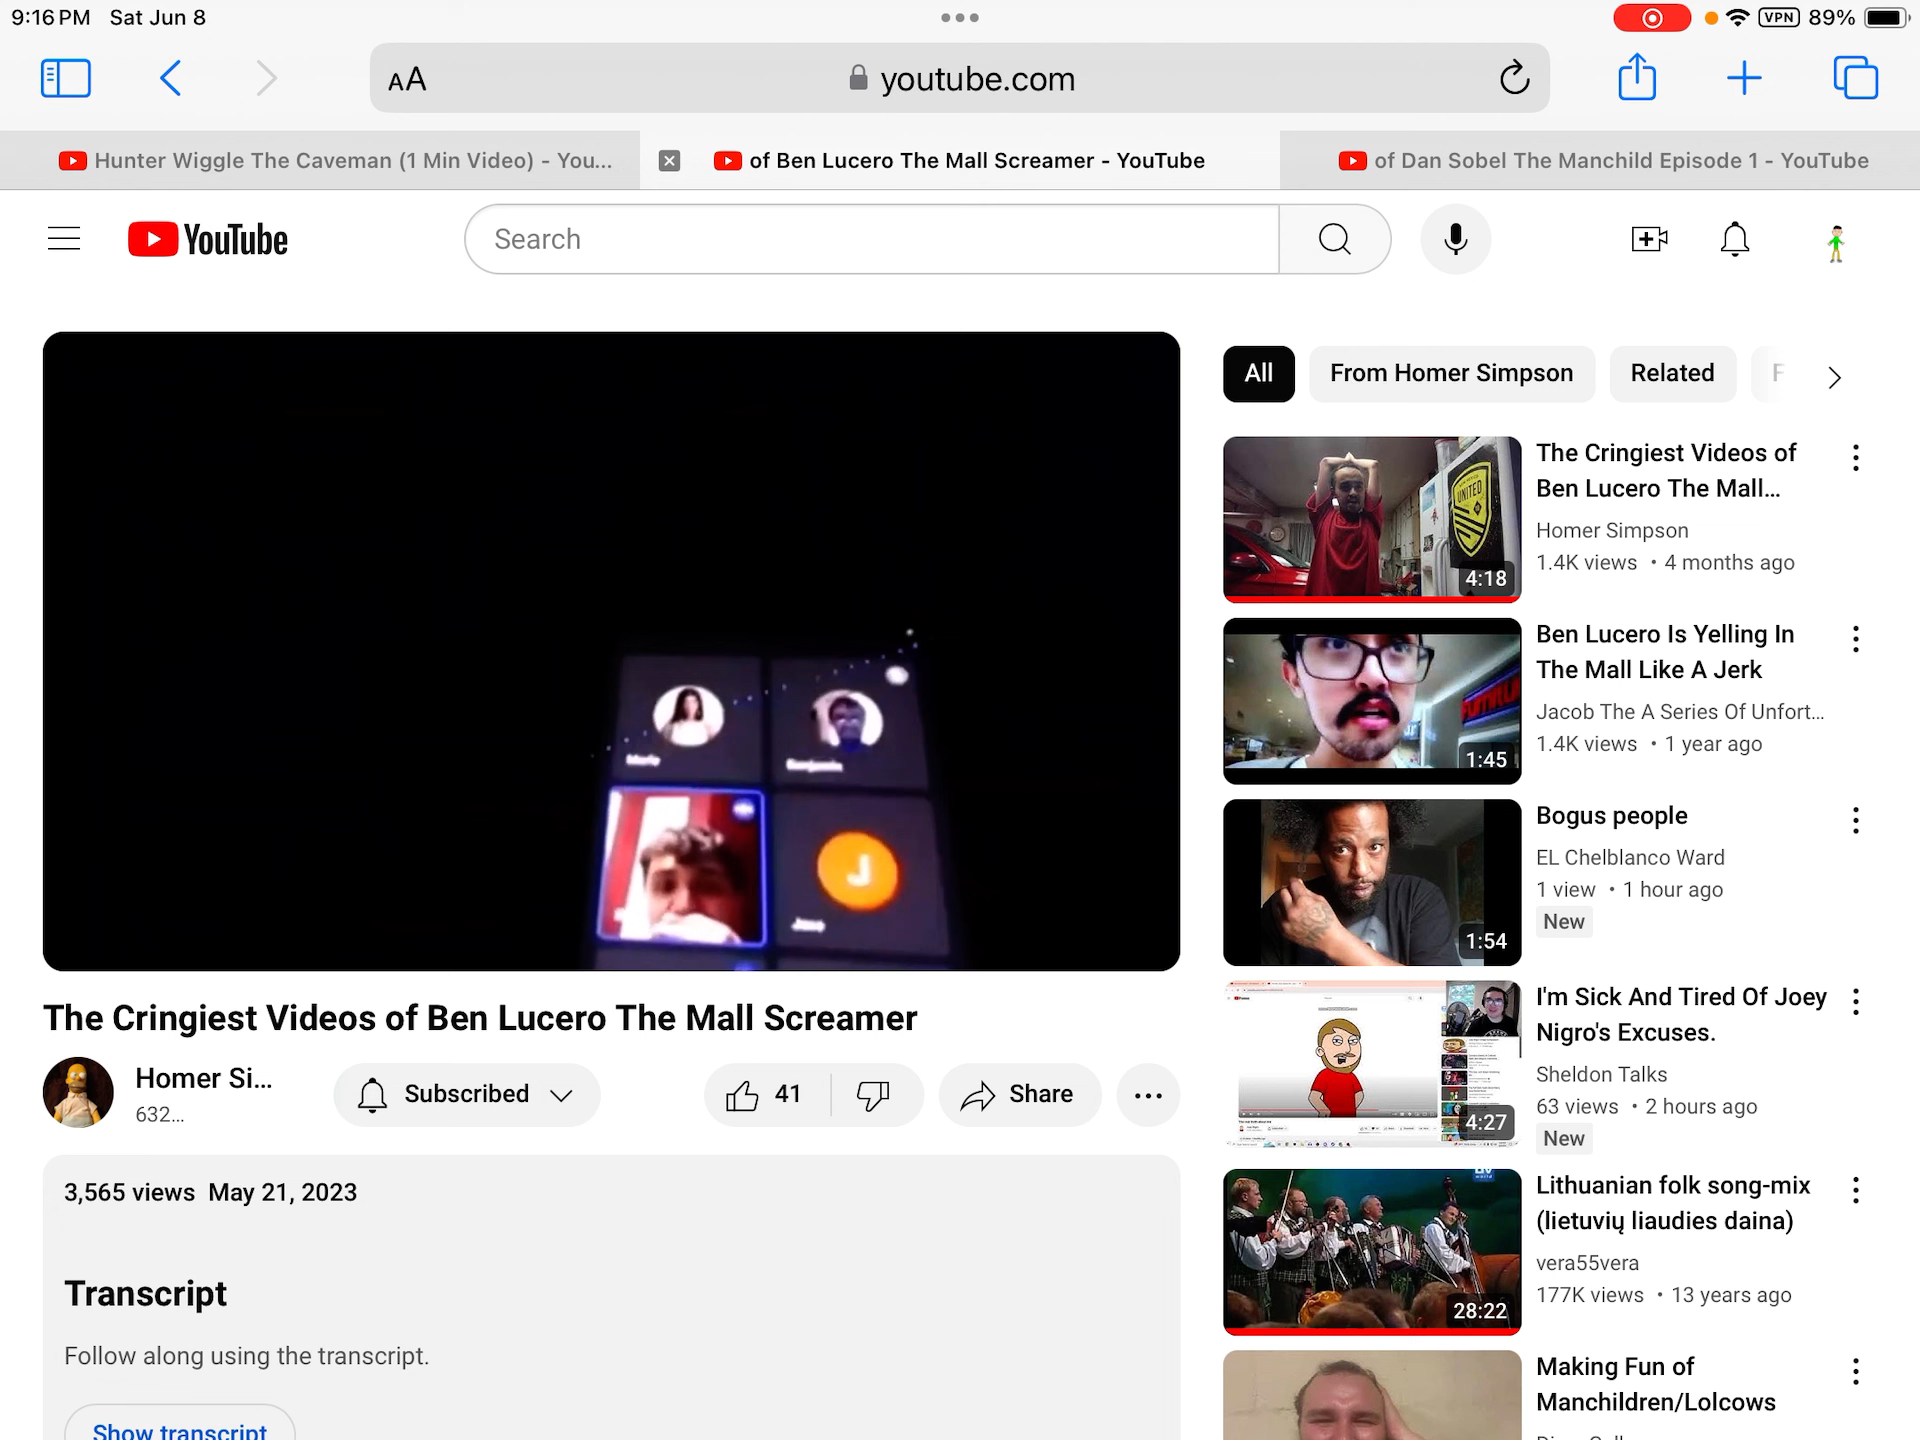 9:16 PM Sat Jun 8
VPN 89%
AA youtube.com
Hunter Wiggle The Caveman (1 Min Video) - You...
of Ben Lucero The Mall Screamer - YouTube
of Dan Sobel The Manchild Episode 1 - YouTube
YouTube
Search
All
From Homer Simpson
Related
F
J
The Cringiest Videos of Ben Lucero The Mall Screamer
Homer Si...
632...
Subscribed
41
Share
3,565 views May 21, 2023
Transcript
Follow along using the transcript.
Show transcript
UNITED
4:18
The Cringiest Videos of
Ben Lucero The Mall...
Homer Simpson
1.4K views • 4 months ago
1:45
Ben Lucero Is Yelling In
The Mall Like A Jerk
Jacob The A Series Of Unfort...
1.4K views • 1 year ago
1:54
Bogus people
EL Chelblanco Ward
1 view • 1 hour ago
New
4:27
I'm Sick And Tired Of Joey
Nigro's Excuses.
Sheldon Talks
63 views • 2 hours ago
New
28:22
Lithuanian folk song-mix
(lietuvių liaudies daina)
vera55vera
177K views • 13 years ago
Making Fun of
Manchildren/Lolcows